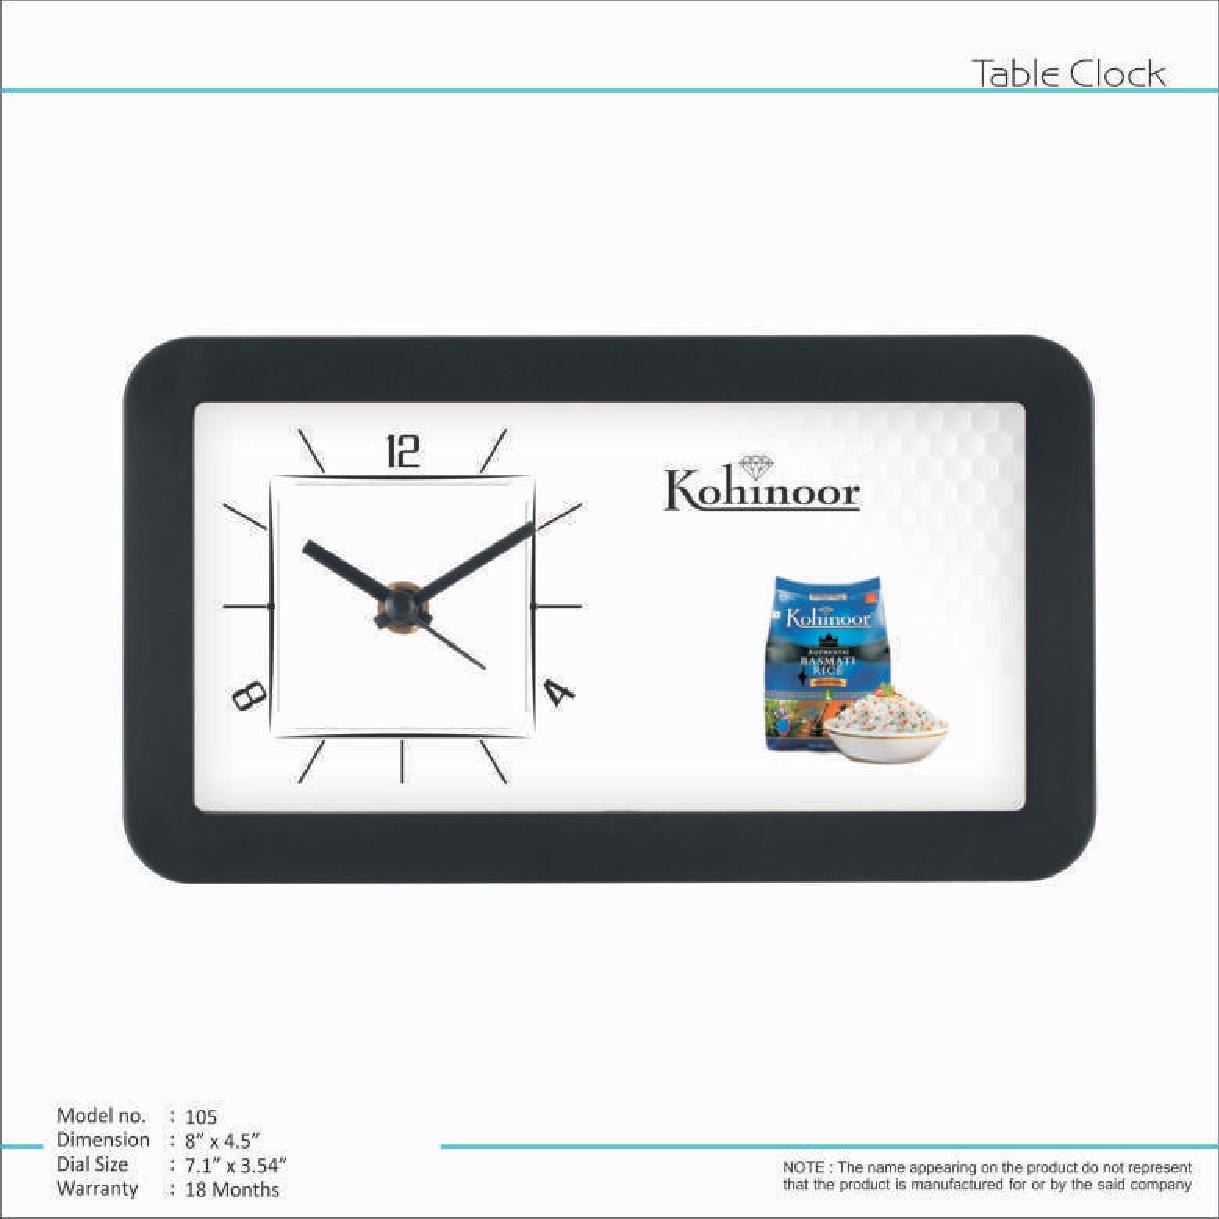 Table Clock
12
8
4
Kohinoor
Kohinoor
AUTHENTIC
BASMATI
RICE
Model no. : 105
Dimension : 8” x 4.5”
Dial Size : 7.1” x 3.54”
Warranty : 18 Months
NOTE : The name appearing on the product do not represent
that the product is manufactured for or by the said company